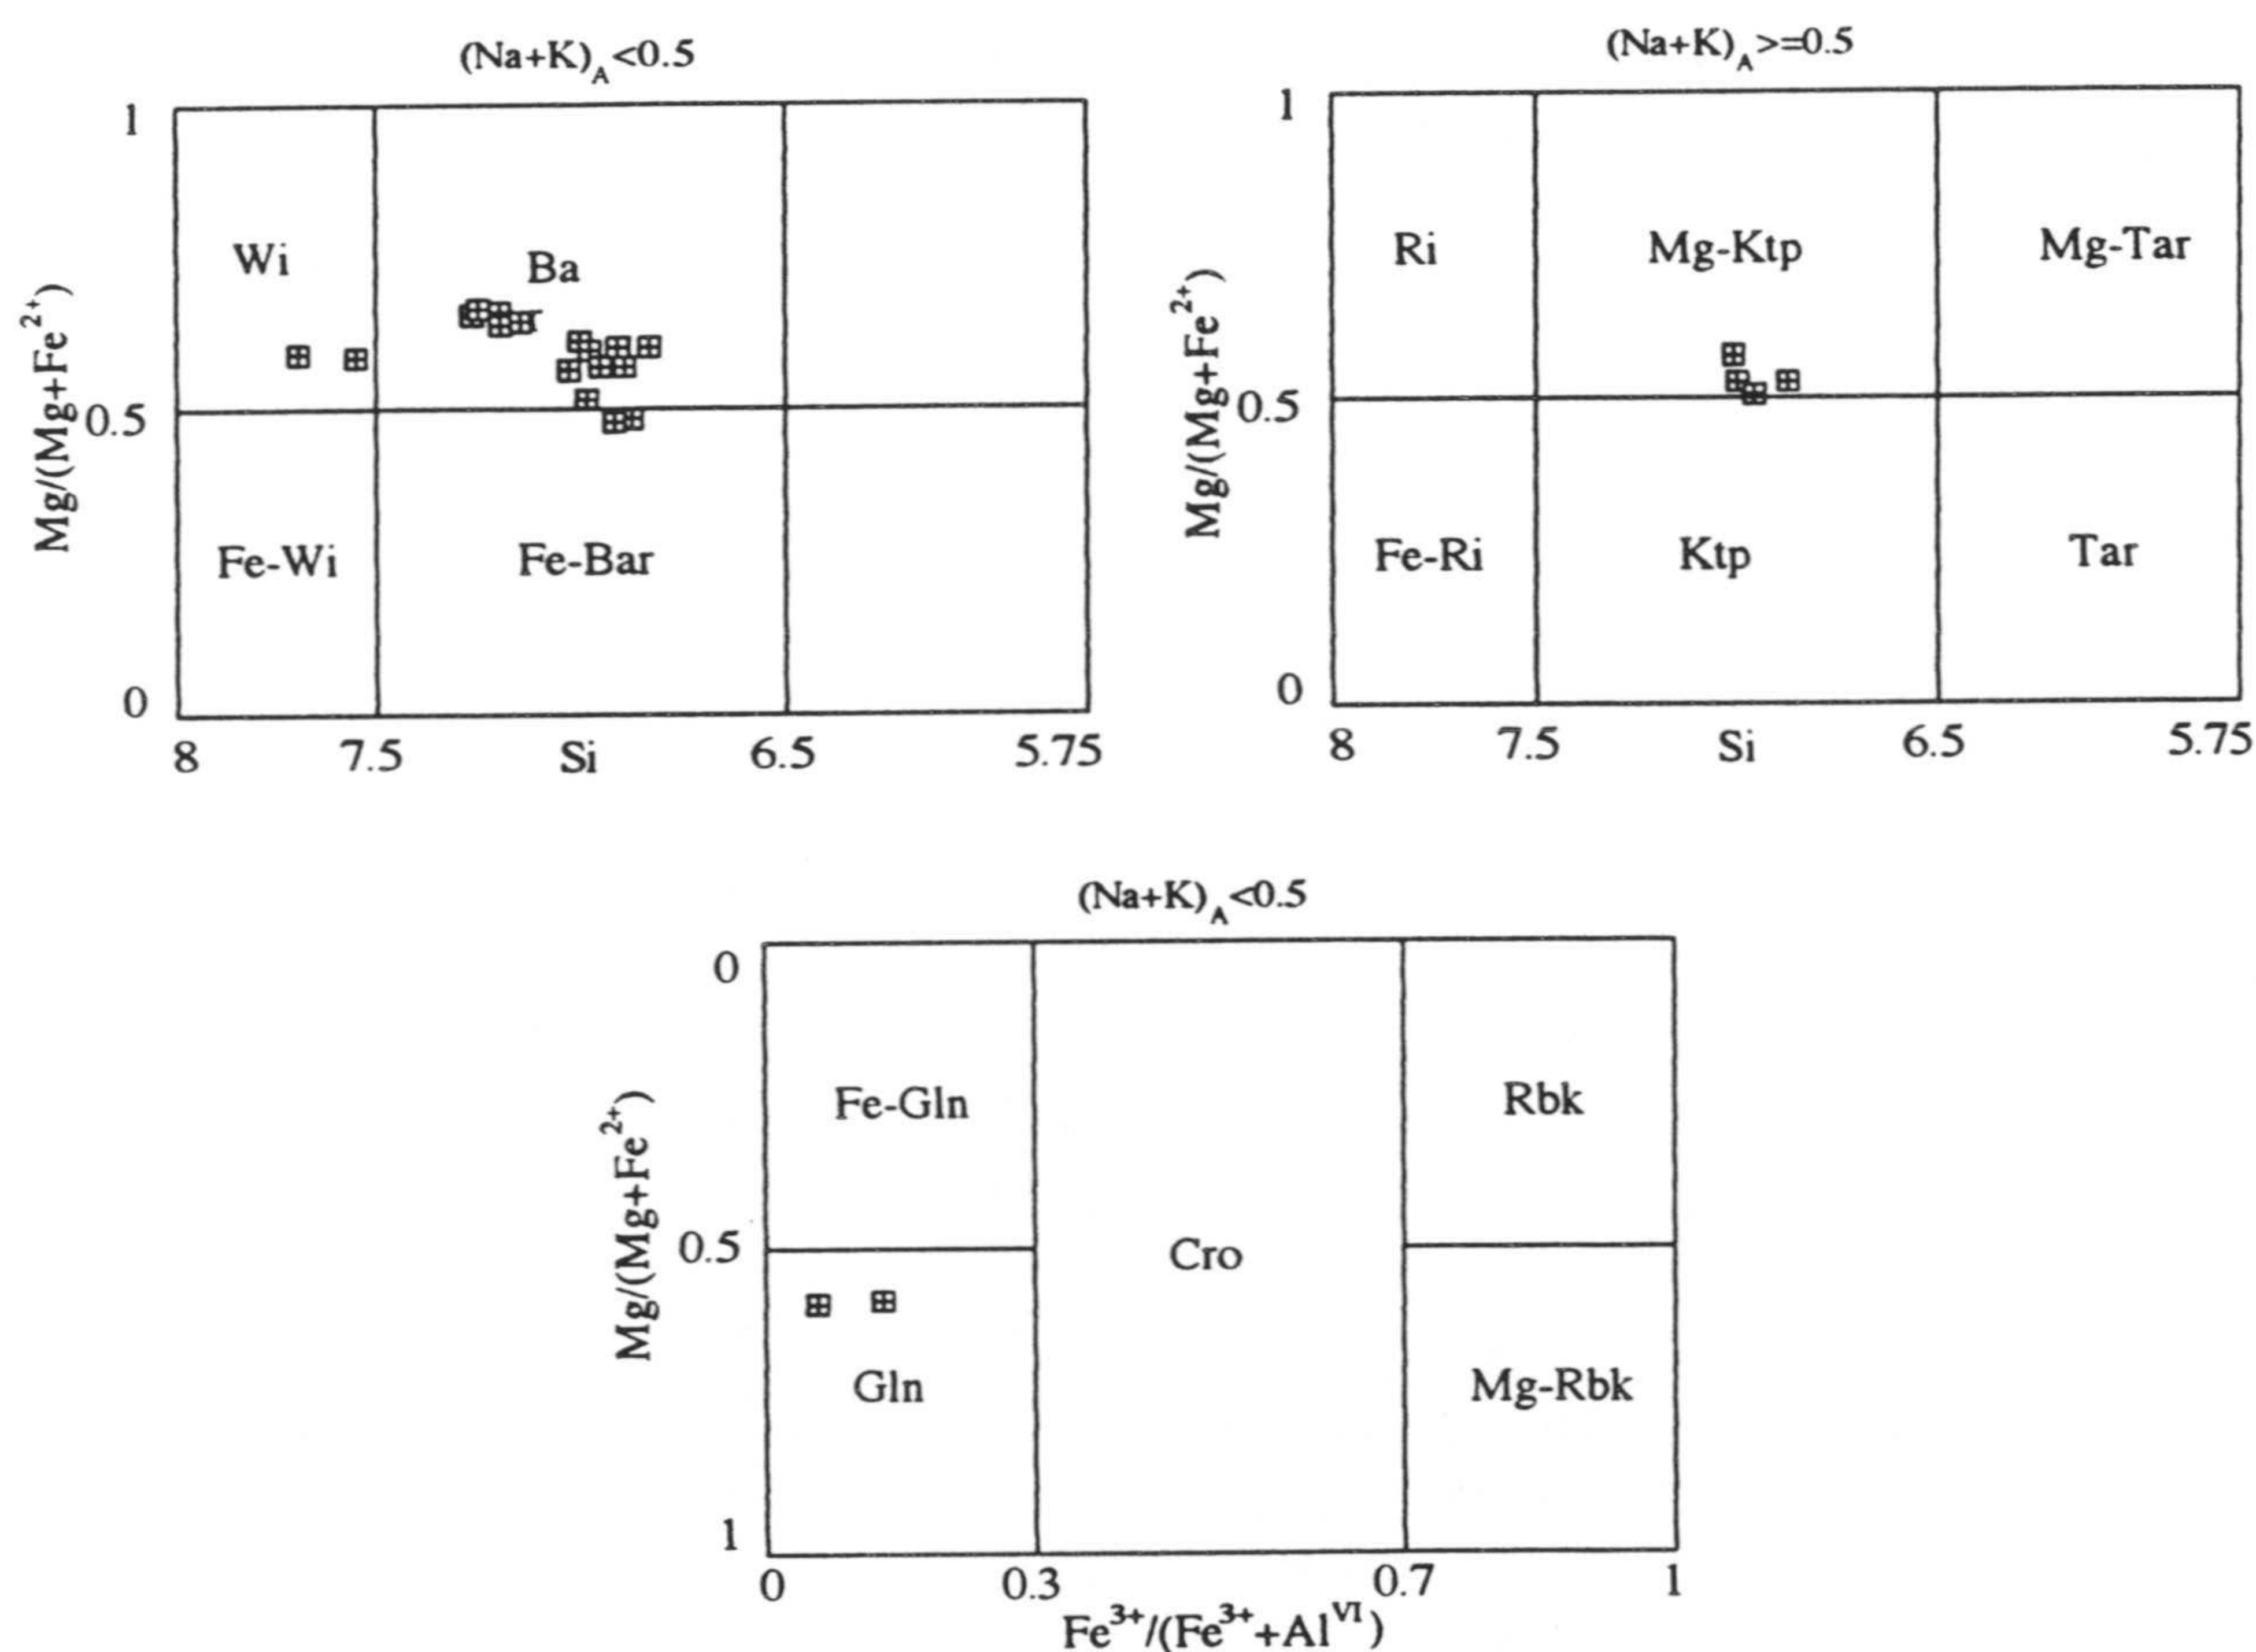 (Na+K)A<0.5
1
Wi
Ba
r
Mg/(Mg+Fe2+)
0.5
Fe-Wi
Fe-Bar
0
8
7.5
Si
6.5
5.75
(Na+K)A>=0.5
1
Ri
Mg-Ktp
Mg-Tar
Mg/(Mg+Fe2+)
0.5
Fe-Ri
Ktp
Tar
0
8
7.5
Si
6.5
5.75
(Na+K)A<0.5
0
Fe-Gln
Rbk
Mg/(Mg+Fe2+)
0.5
Cro
Gln
Mg-Rbk
1
0
0.3
0.7
1
Fe3+/(Fe3++AlVI)